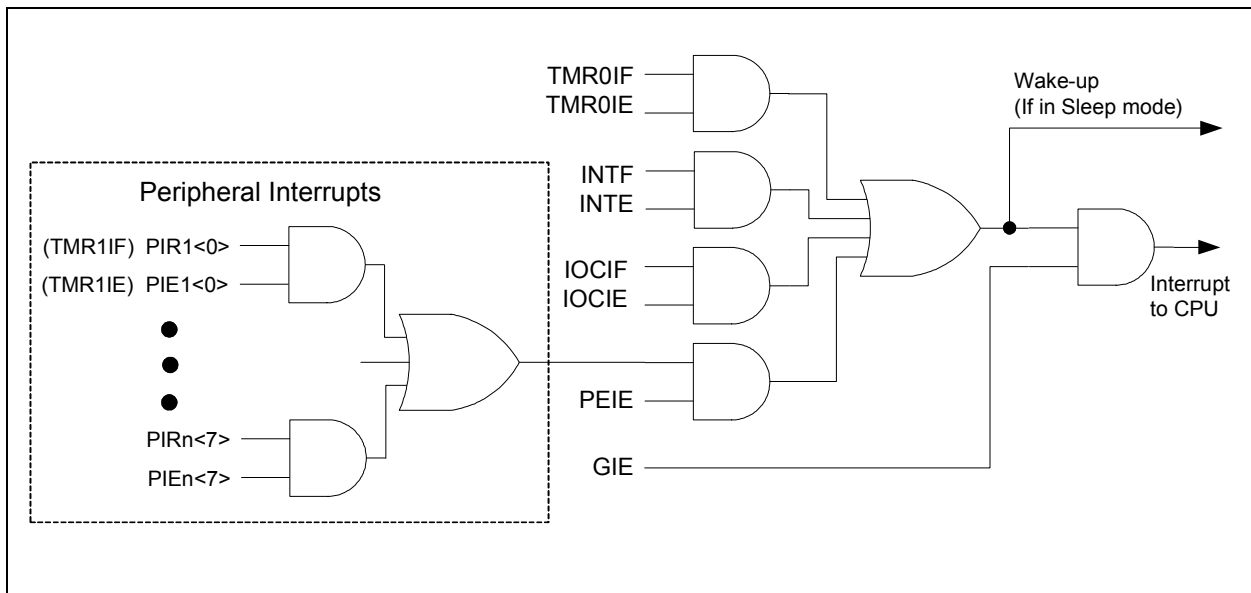 TMR0IF
TMR0IE
Wake-up
(If in Sleep mode)
INTF
INTE
Peripheral Interrupts
(TMR1IF) PIR1<0>
(TMR1IE) PIE1<0>
IOCIF
IOCIE
Interrupt
to CPU
PEIE
PIRn<7>
PIEn<7>
GIE